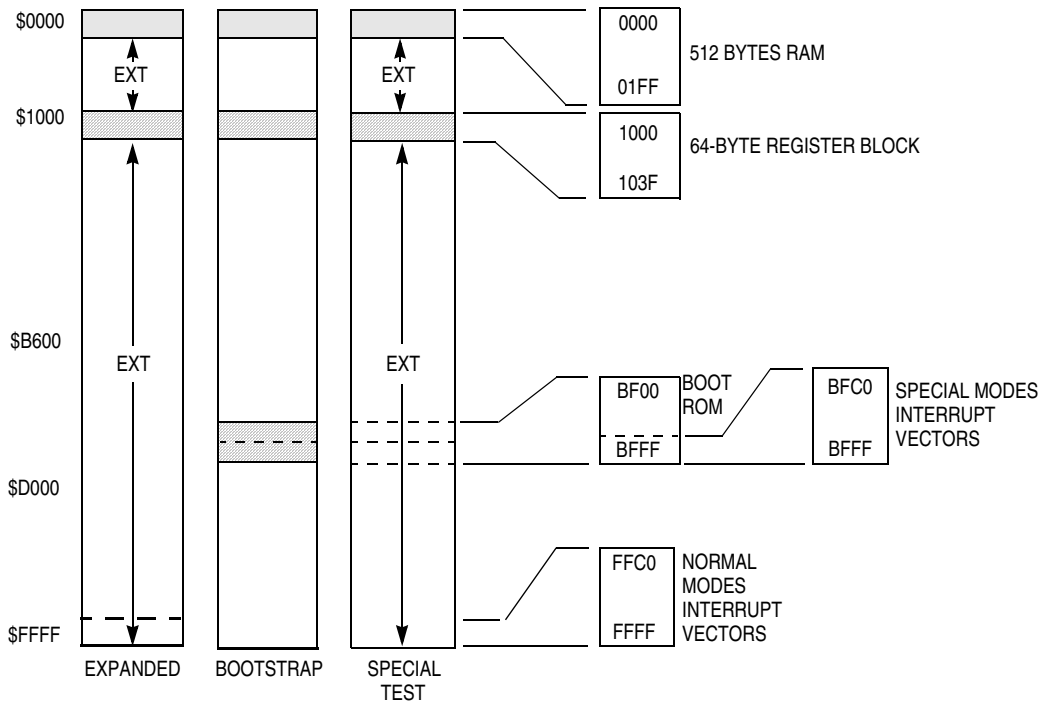 $0000
EXT
EXT
0000
512 BYTES RAM
01FF
$1000
1000
64-BYTE REGISTER BLOCK
103F
$B600
EXT
EXT
BF00
BOOT
ROM
BFFF
BFC0
SPECIAL MODES
INTERRUPT
VECTORS
BFFF
$D000
FFC0
NORMAL
MODES
INTERRUPT
VECTORS
FFFF
$FFFF
EXPANDED
BOOTSTRAP
SPECIAL
TEST